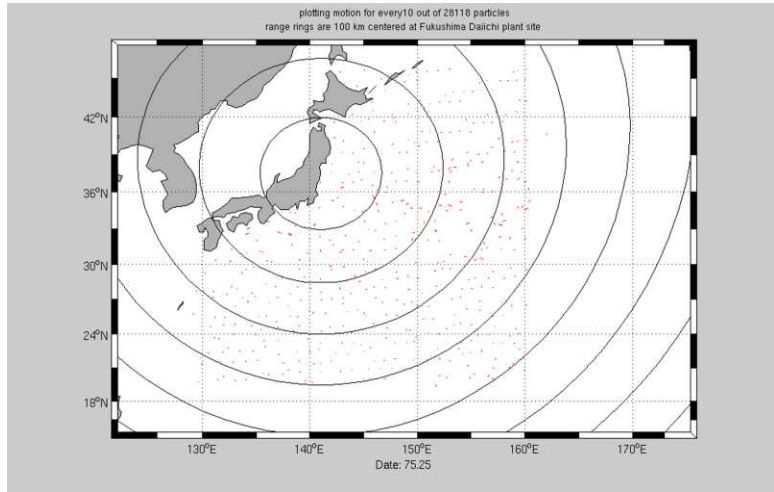 plotting motion for every10 out of 28118 particles
range rings are 100 km centered at Fukushima Daiichi plant site
42°N
36°N
30°N
24°N
18°N
130°E 140°E 150°E 160°E 170°E
Date: 75.25